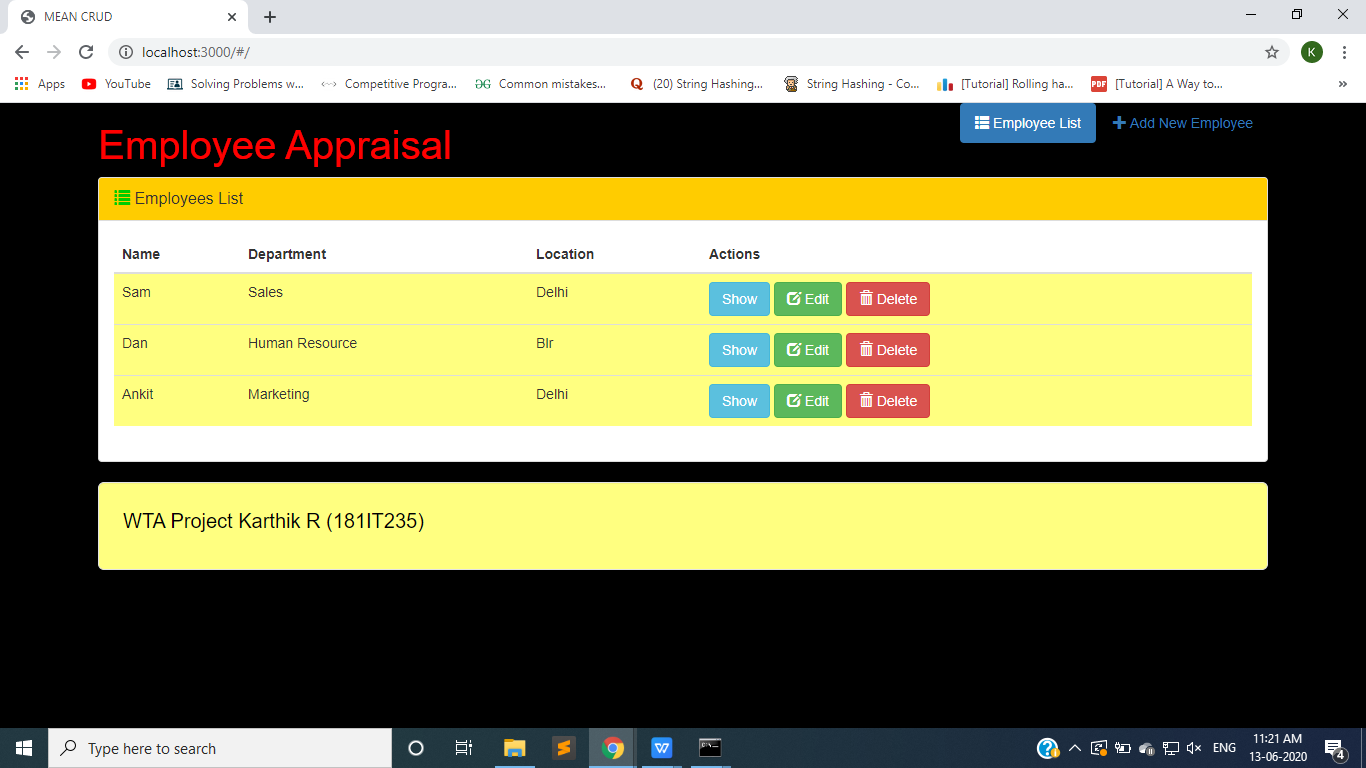 MEAN CRUD
localhost:3000/#/
K
Apps YouTube Solving Problems w... Competitive Progra... Common mistakes... (20) String Hashing... String Hashing - Co... [Tutorial] Rolling ha... PDF [Tutorial] A Way to... »
Employee List Add New Employee
Employee Appraisal
Employees List
Name Department Location Actions
Sam Sales Delhi Show Edit Delete
Dan Human Resource Blr Show Edit Delete
Ankit Marketing Delhi Show Edit Delete
WTA Project Karthik R (181IT235)
Type here to search
ENG
11:21 AM
13-06-2020
4